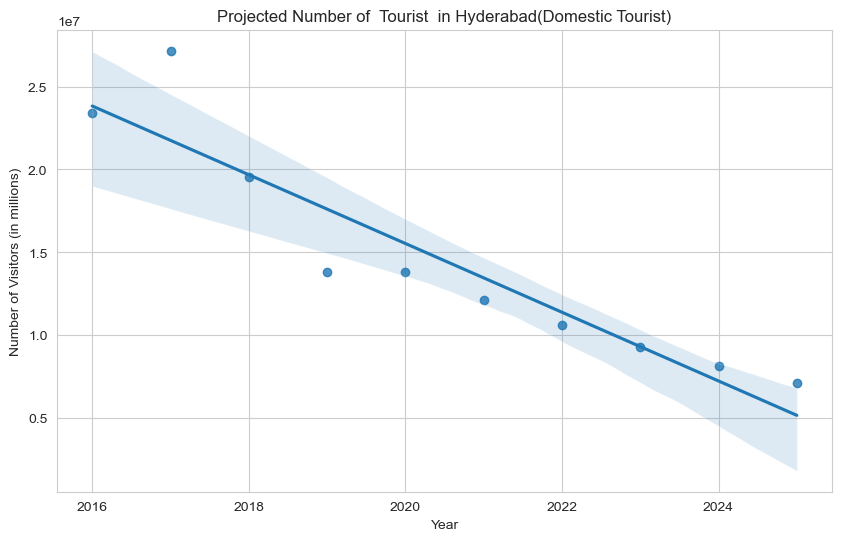 Projected Number of  Tourist  in Hyderabad(Domestic Tourist)
1e7
Number of Visitors (in millions)
2.5
2.0
1.5
1.0
0.5
2016 2018 2020 2022 2024
Year